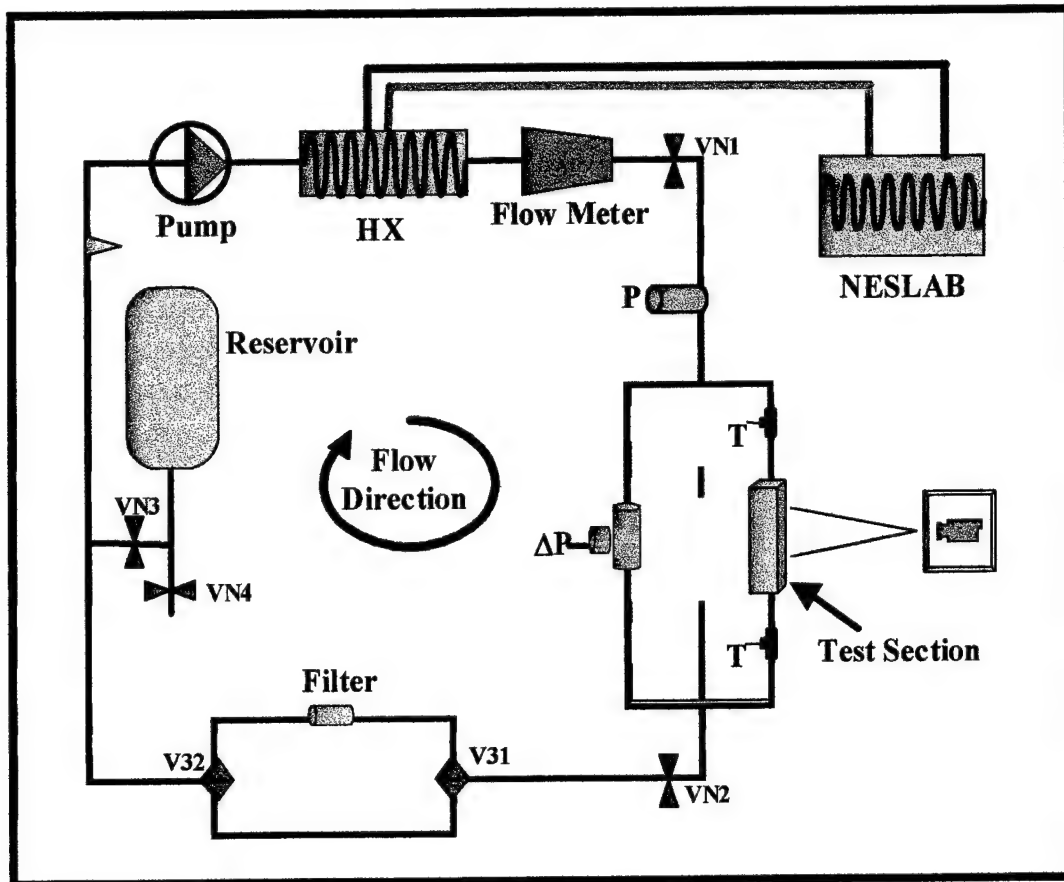 VN1
Pump
HX
Flow Meter
NESLAB
P
Reservoir
T
Flow
Direction
VN3
ΔP
VN4
T
Test Section
Filter
V32
V31
VN2